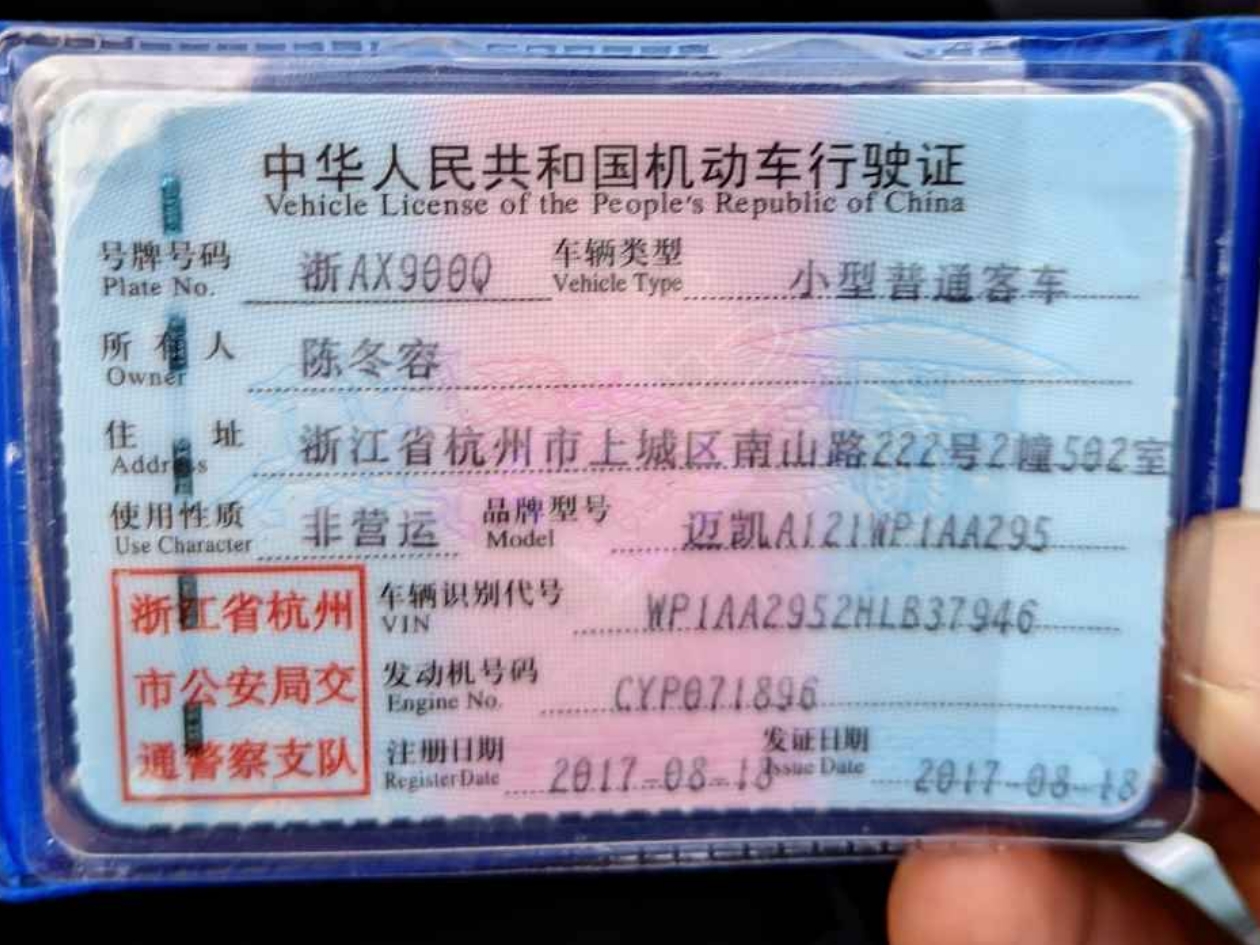 中华人民共和国机动车行驶证
Vehicle License of the People's Republic of China
号牌号码 浙AX900Q 车辆类型 小型普通客车
Plate No. Vehicle Type
所有人 陈冬容
Owner
住址 浙江省杭州市上城区南山路222号2幢502室
Address
使用性质 非营运 品牌型号 迈凯A121WP1AA295
Use Character Model
浙江省杭州
市公安局交
通警察支队
车辆识别代号 WP1AA2952HLB37946
VIN
发动机号码 CYP071896
Engine No.
注册日期 2017-08-18 发证日期 2017-08-18
Register Date Issue Date